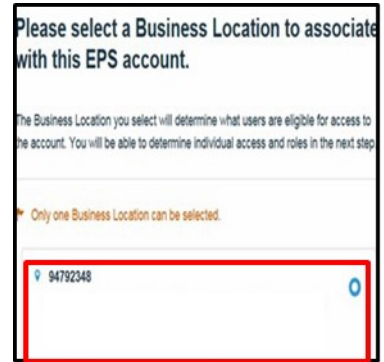 Please select a Business Location to associate
with this EPS account.
The Business Location you select will determine what users are eligible for access to
the account. You will be able to determine individual access and roles in the next step.
Only one Business Location can be selected.
94792348